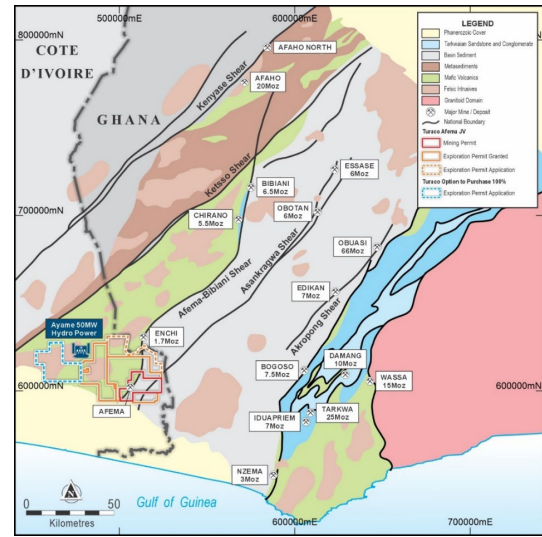 500000mE
600000mE
COTE
D'IVOIRE
GHANA
800000mN
700000mN
600000mN
AFAHO NORTH
AFAHO
20Moz
Kenyase Shear
Ketsso Shear
BIBIANI
6.5Moz
CHIRANO
5.5Moz
ESSASE
6Moz
OBOTAN
6Moz
OBUASI
66Moz
EDIKAN
7Moz
Asankragwa Shear
Afema-Bibiani Shear
Akropong Shear
Ayame 50MW
Hydro Power
ENCHI
1.7Moz
AFEMA
BOGOSO
7.5Moz
DAMANG
10Moz
WASSA
15Moz
IDUAPRIEM
7Moz
TARKWA
25Moz
NZEMA
3Moz
600000mN
Gulf of Guinea
0
50
Kilometres
600000mE
700000mE
LEGEND
Phanerozoic Cover
Tarkwaian Sandstone and Conglomerate
Basin Sediment
Metasediments
Mafic Volcanics
Felsic Intrusives
Granitoid Domain
Major Mine / Deposit
National Boundary
Turaco Afema JV
Mining Permit
Exploration Permit Granted
Exploration Permit Application
Turaco Option to Purchase 100%
Exploration Permit Application